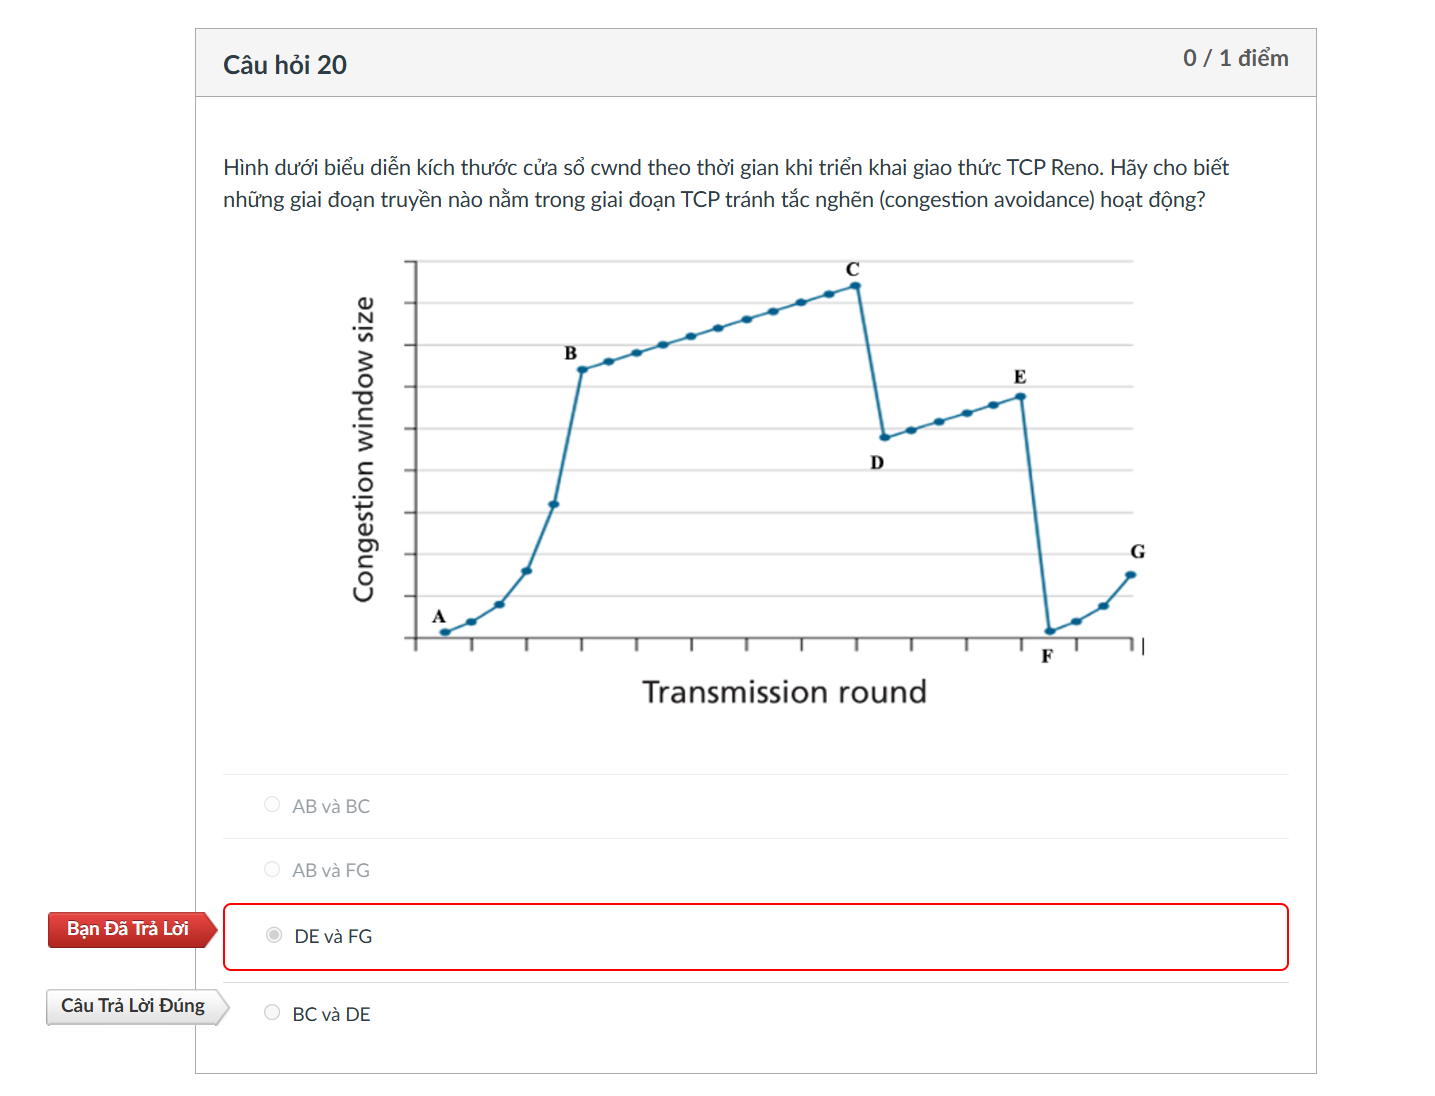 Câu hỏi 20
0 / 1 điểm
Hình dưới biểu diễn kích thước cửa sổ cwnd theo thời gian khi triển khai giao thức TCP Reno. Hãy cho biết
những giai đoạn truyền nào nằm trong giai đoạn TCP tránh tắc nghẽn (congestion avoidance) hoạt động?
Congestion window size
A
B
C
D
E
F
G
Transmission round
AB và BC
AB và FG
Bạn Đã Trả Lời
DE và FG
Câu Trả Lời Đúng
BC và DE